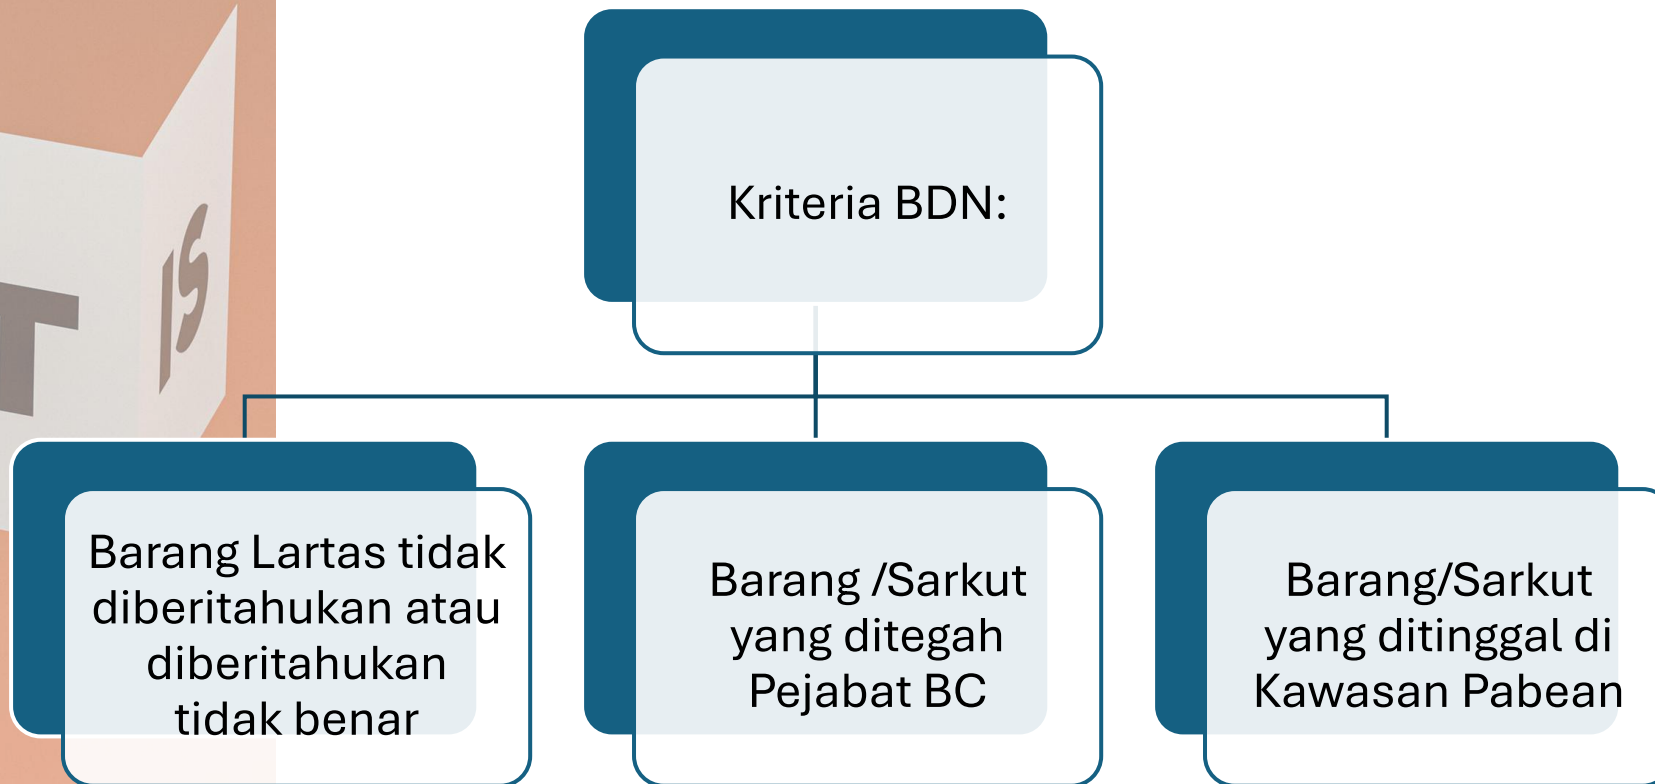 T
IS
Kriteria BDN:
Barang Lartas tidak
diberitahukan atau
diberitahukan
tidak benar
Barang /Sarkut
yang ditegah
Pejabat BC
Barang/Sarkut
yang ditinggal di
Kawasan Pabean